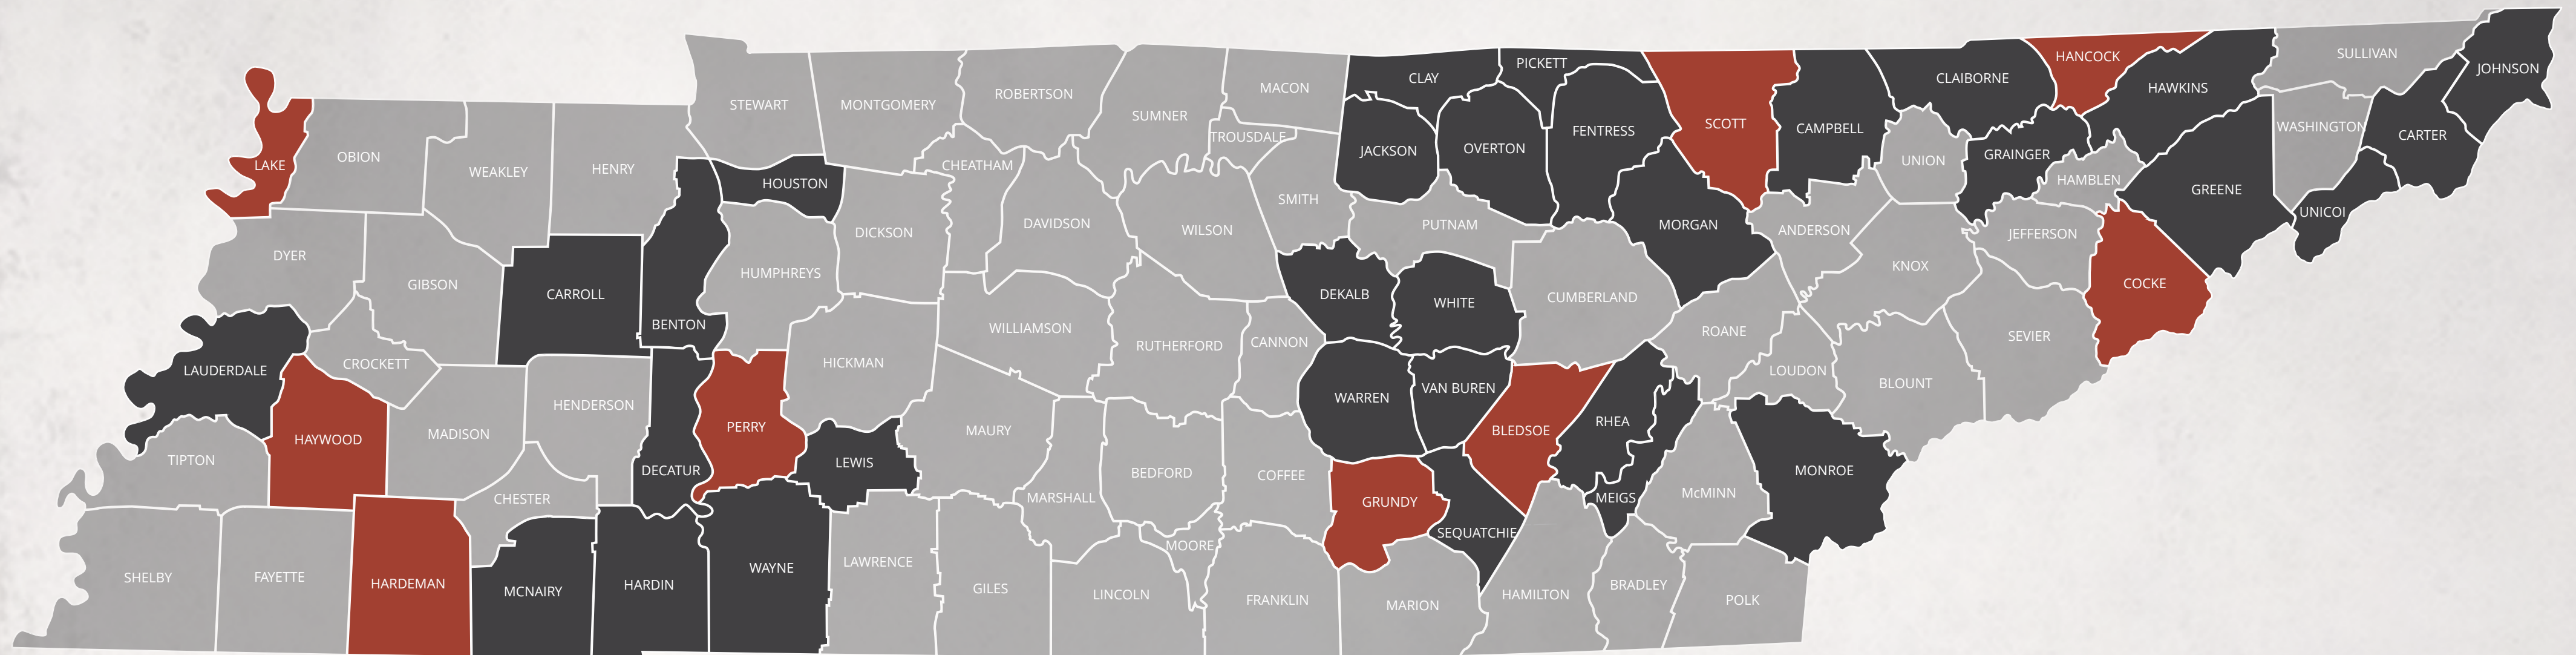 STEWART
MONTGOMERY
ROBERTSON
SUMNER
MACON
TROUSDALE
CLAY
PICKETT
SCOTT
CAMPBELL
CLAIBORNE
HANCOCK
HAWKINS
SULLIVAN
JOHNSON
LAKE
OBION
WEAKLEY
HENRY
HOUSTON
CHEATHAM
SMITH
JACKSON
OVERTON
FENTRESS
MORGAN
UNION
GRAINGER
HAMBLEN
GREENE
WASHINGTON
CARTER
UNICOI
DYER
GIBSON
CARROLL
BENTON
HUMPHREYS
DICKSON
DAVIDSON
WILSON
PUTNAM
ANDERSON
KNOX
JEFFERSON
COCKE
DEKALB
WHITE
CUMBERLAND
ROANE
LOUDON
BLOUNT
SEVIER
LAUDERDALE
CROCKETT
HENDERSON
HICKMAN
WILLIAMSON
RUTHERFORD
CANNON
WARREN
VAN BUREN
BLEDSOE
RHEA
TIPTON
HAYWOOD
MADISON
CHESTER
DECATUR
PERRY
LEWIS
MAURY
MARSHALL
BEDFORD
COFFEE
GRUNDY
SEQUATCHIE
MEIGS
McMINN
MONROE
SHELBY
FAYETTE
HARDEMAN
MCNAIRY
HARDIN
WAYNE
LAWRENCE
GILES
LINCOLN
MOORE
FRANKLIN
MARION
HAMILTON
BRADLEY
POLK